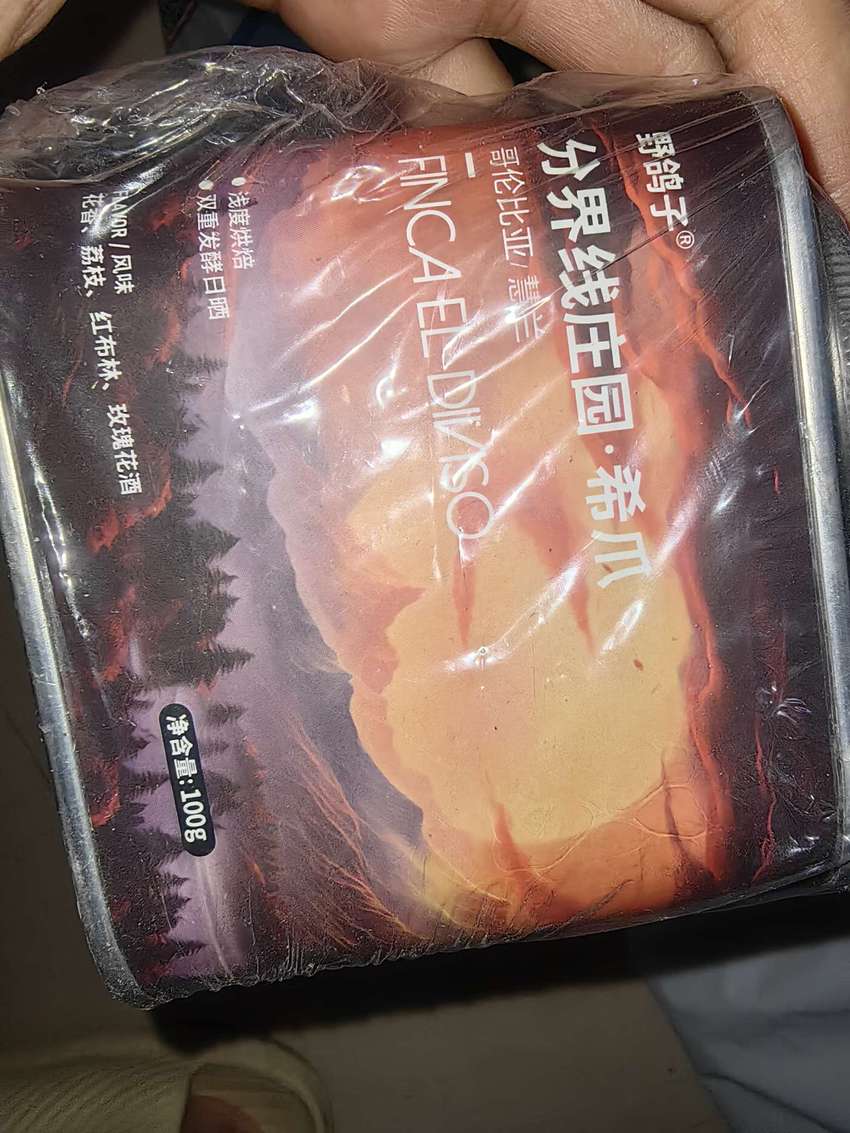 野鸽子®
分界线庄园·希爪
哥伦比亚/慧兰
FINCA EL DIVISO
• 浅度烘焙
• 双重发酵日晒
FLAVOR / 风味
花香、荔枝、红布林、玫瑰花酒
净含量:100g